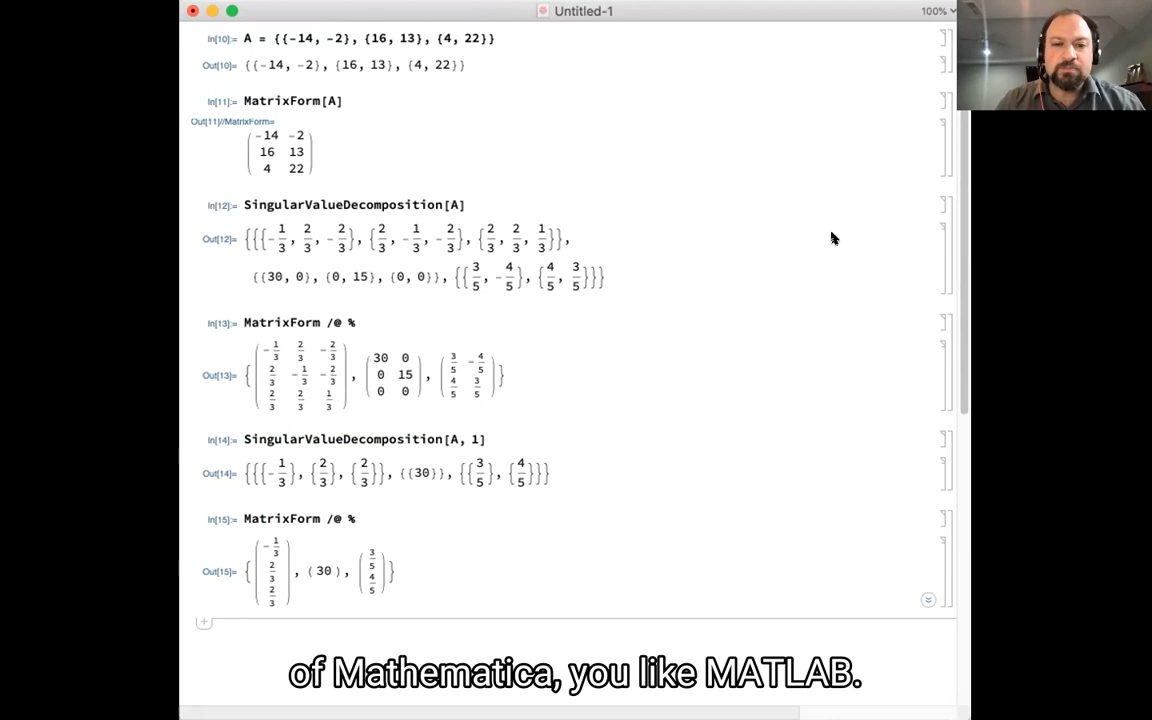 Untitled-1
100%
In[10]:= A = {{-14, -2}, {16, 13}, {4, 22}}
Out[10]= {{-14, -2}, {16, 13}, {4, 22}}
In[11]:= MatrixForm[A]
Out[11]//MatrixForm=
-14 -2
16 13
4 22
In[12]:= SingularValueDecomposition[A]
Out[12]= {{{-1/3, 2/3, -2/3}, {2/3, -1/3, -2/3}, {2/3, 2/3, 1/3}},
{{30, 0}, {0, 15}, {0, 0}}, {{3/5, -4/5}, {4/5, 3/5}}}
In[13]:= MatrixForm /@ %
Out[13]= {(-1/3 2/3 -2/3
2/3 -1/3 -2/3
2/3 2/3 1/3), (30 0
0 15
0 0), (3/5 -4/5
4/5 3/5)}
In[14]:= SingularValueDecomposition[A, 1]
Out[14]= {{{-1/3}, {2/3}, {2/3}}, {{30}}, {{3/5}, {4/5}}}
In[15]:= MatrixForm /@ %
Out[15]= {(-1/3
2/3
2/3), (30), (3/5
4/5)}
of Mathematica, you like MATLAB.